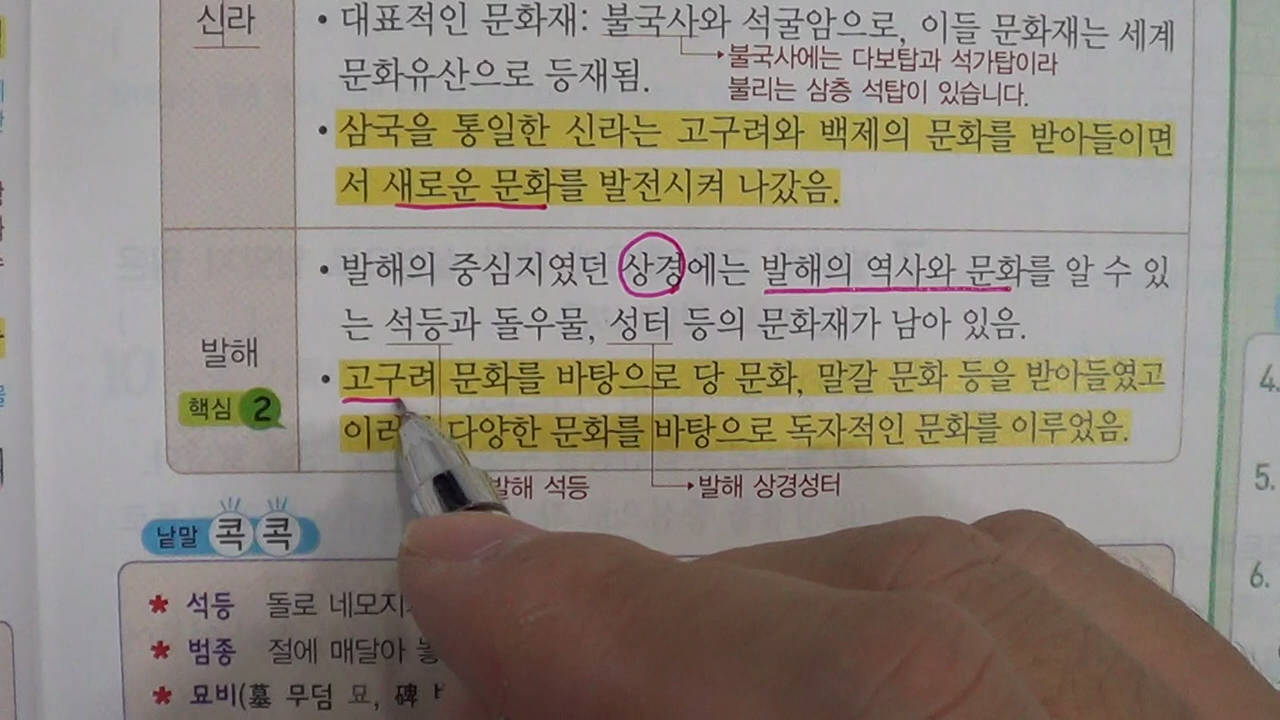 신라
• 대표적인 문화재: 불국사와 석굴암으로, 이들 문화재는 세계
불국사에는 다보탑과 석가탑이라
문화유산으로 등재됨.
불리는 삼층 석탑이 있습니다.
• 삼국을 통일한 신라는 고구려와 백제의 문화를 받아들이면
서 새로운 문화를 발전시켜 나갔음.
발해
핵심 2
• 발해의 중심지였던 상경에는 발해의 역사와 문화를 알 수 있
는 석등과 돌우물, 성터 등의 문화재가 남아 있음.
• 고구려 문화를 바탕으로 당 문화, 말갈 문화 등을 받아들였고
다양한 문화를 바탕으로 독자적인 문화를 이루었음.
발해 석등
발해 상경성터
낱말 콕콕
* 석등 돌로
* 범종 절에 매달아
* 묘비(墓 무덤 묘, 碑
4.
5.
6.